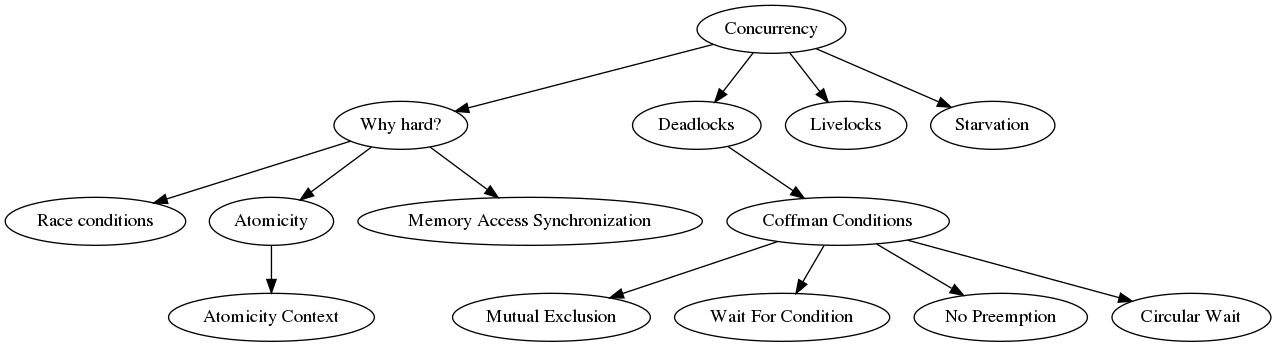 Concurrency
Why hard?
Deadlocks
Livelocks
Starvation
Race conditions
Atomicity
Memory Access Synchronization
Coffman Conditions
Atomicity Context
Mutual Exclusion
Wait For Condition
No Preemption
Circular Wait